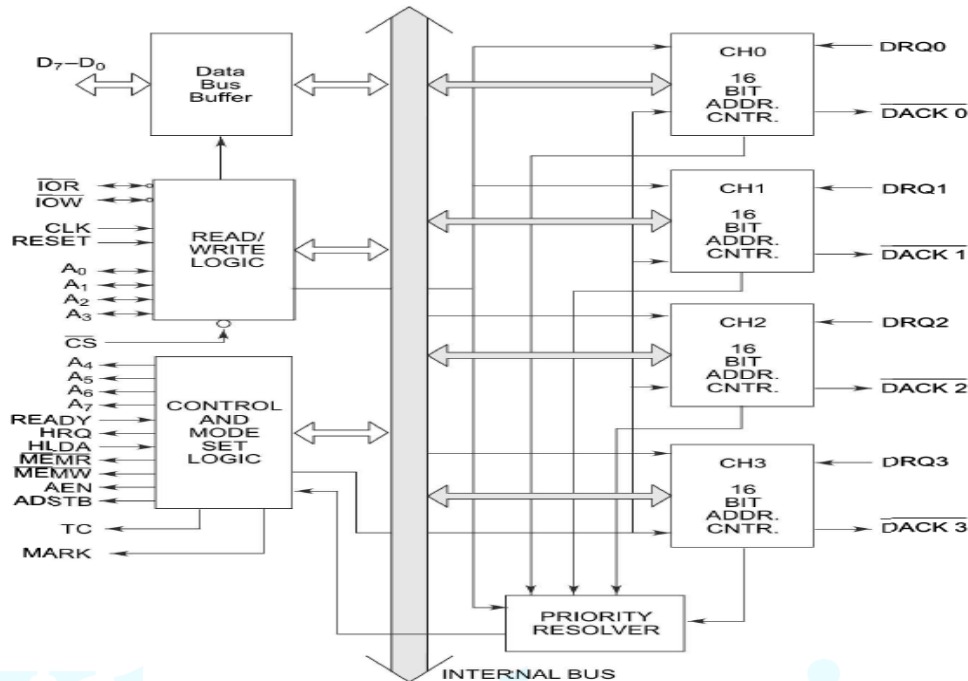 D₇–D₀
Data
Bus
Buffer
IOR
IOW
CLK
RESET
A₀
A₁
A₂
A₃
CS
READ/
WRITE
LOGIC
A₄
A₅
A₆
A₇
READY
HRQ
HLDA
MEMR
MEMW
AEN
ADSTB
TC
MARK
CONTROL
AND
MODE
SET
LOGIC
CH0
16
BIT
ADDR.
CNTR.
DRQ0
DACK 0
CH1
16
BIT
ADDR.
CNTR.
DRQ1
DACK 1
CH2
16
BIT
ADDR.
CNTR.
DRQ2
DACK 2
CH3
16
BIT
ADDR.
CNTR.
DRQ3
DACK 3
PRIORITY
RESOLVER
INTERNAL BUS